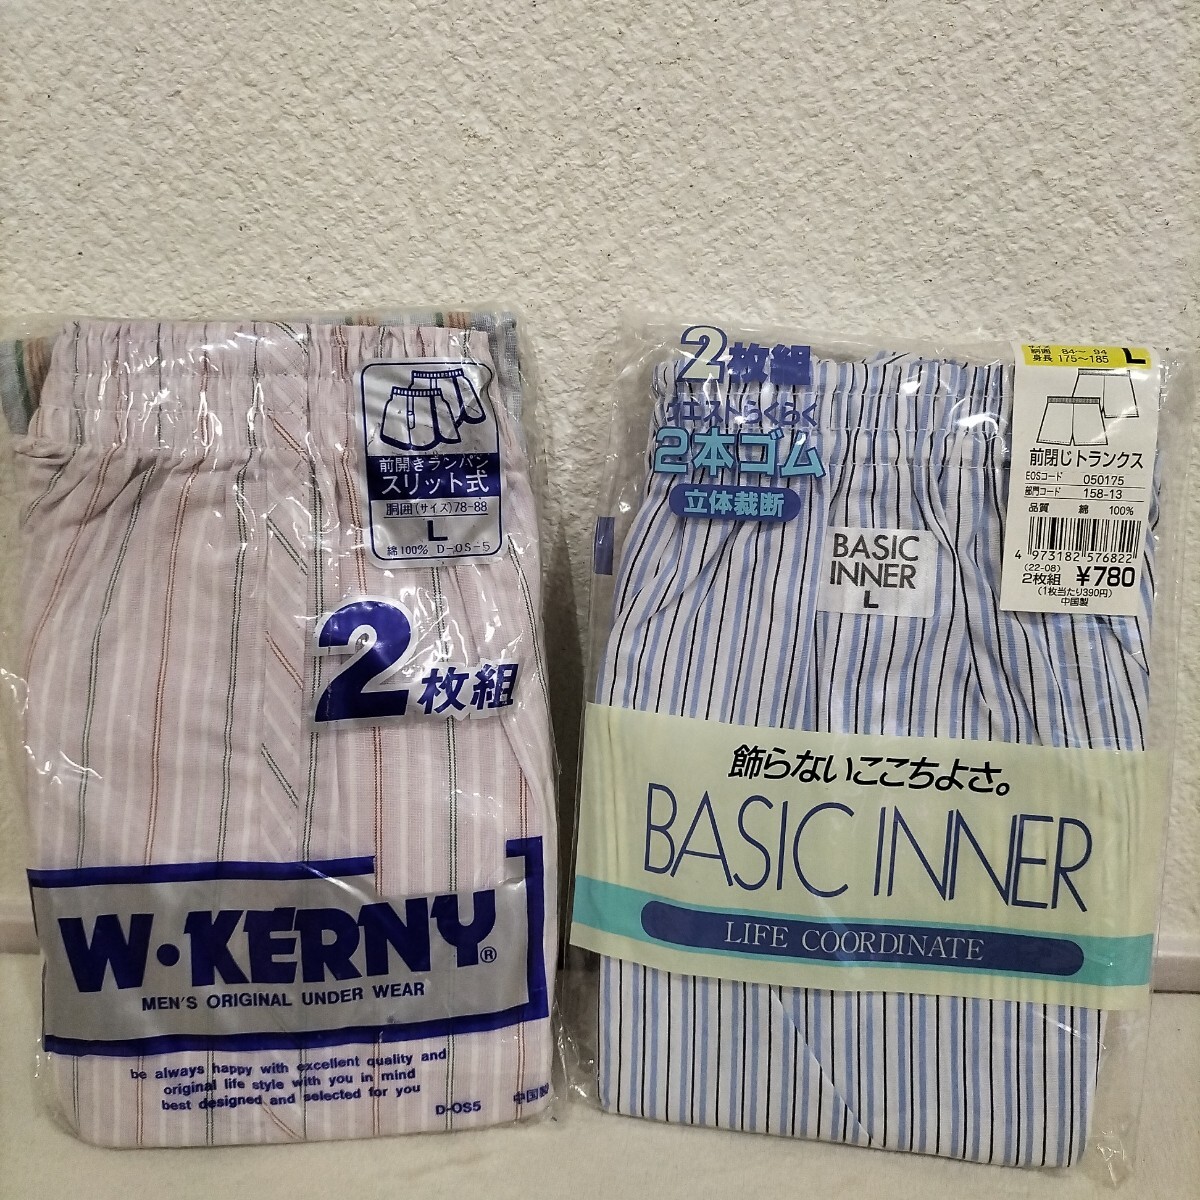 前開きランパン
スリット式
胴囲(サイズ)78-88
L
綿100% D-OS-5
2枚組
W・KERNY®
MEN'S ORIGINAL UNDER WEAR
be always happy with excellent quality and
original life style with you in mind
best designed and selected for you
D-OS5 中国製
2枚組
ウエストらくらく
2本ゴム
立体裁断
BASIC
INNER
L
サイズ
胴囲 84~94
身長 175~185
L
前閉じトランクス
EOSコード 050175
部門コード 158-13
品質 綿 100%
4 973182 576822
(22-08)
2枚組 ¥780
(1枚当たり390円)
中国製
飾らないここちよさ。
BASIC INNER
LIFE COORDINATE